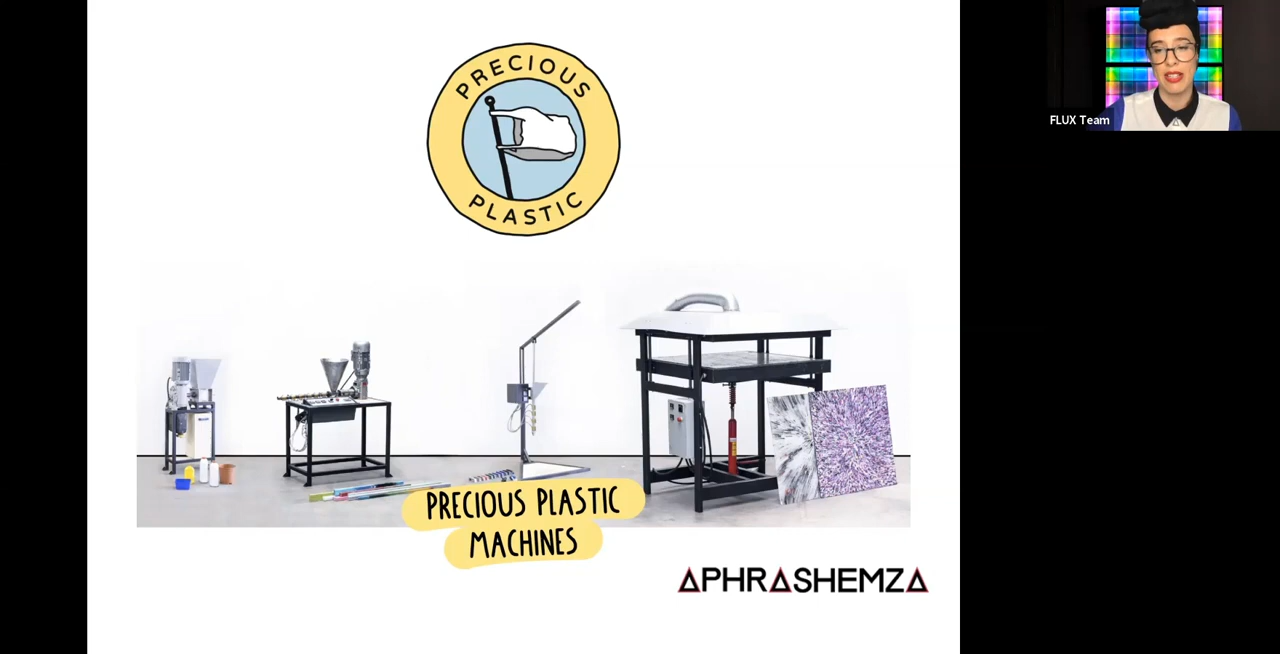 PRECIOUS
PLASTIC
PRECIOUS PLASTIC
MACHINES
APHRASHEMZA
FLUX Team